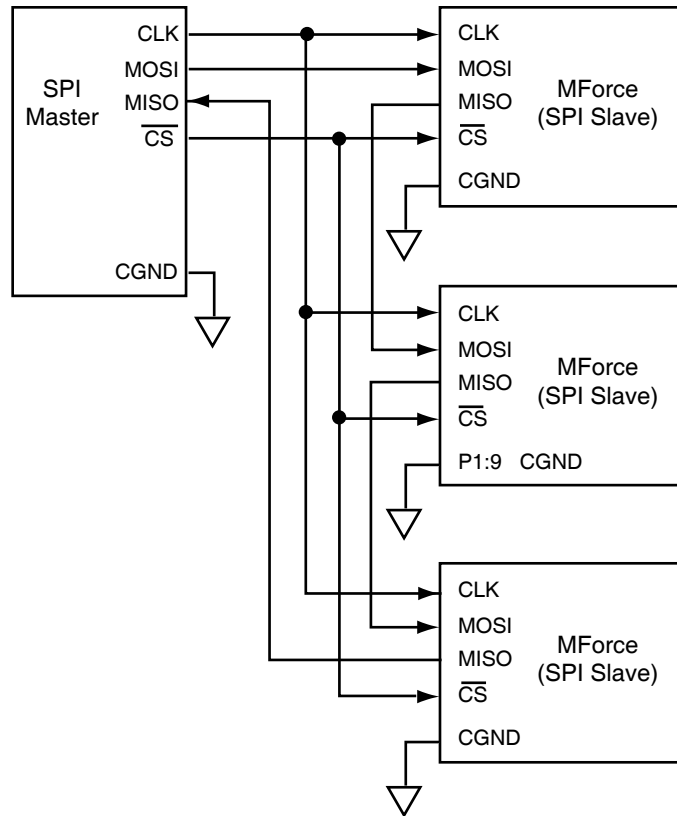 SPI
Master
CLK
MOSI
MISO
CS
CGND
CLK
MOSI
MISO
CS
CGND
MForce
(SPI Slave)
CLK
MOSI
MISO
CS
P1:9 CGND
MForce
(SPI Slave)
CLK
MOSI
MISO
CS
CGND
MForce
(SPI Slave)